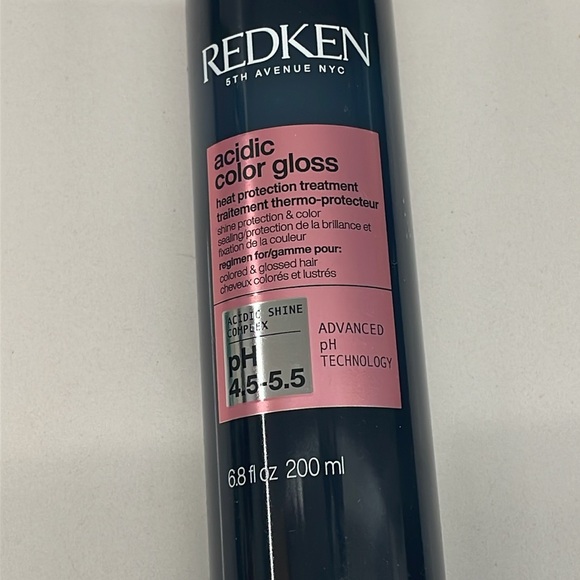 REDKEN
5TH AVENUE NYC
acidic
color gloss
heat protection treatment
traitement thermo-protecteur
shine protection & color
sealing/protection de la brillance et
fixation de la couleur
regimen for/gamme pour:
colored & glossed hair
cheveux colorés et lustrés
ACIDIC SHINE
COMPLEX
pH
4.5-5.5
ADVANCED
pH
TECHNOLOGY
6.8 fl oz 200 ml